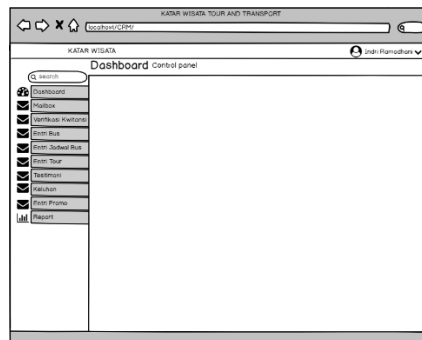 KATAR WISATA TOUR AND TRANSPORT
localhost/CRM/
KATAR WISATA
Indri Ramadhani
Dashboard Control panel
search
Dashboard
Mailbox
Verifikasi Kwitansi
Entri Bus
Entri Jadwal Bus
Entri Tour
Testimoni
Keluhan
Entri Promo
Report